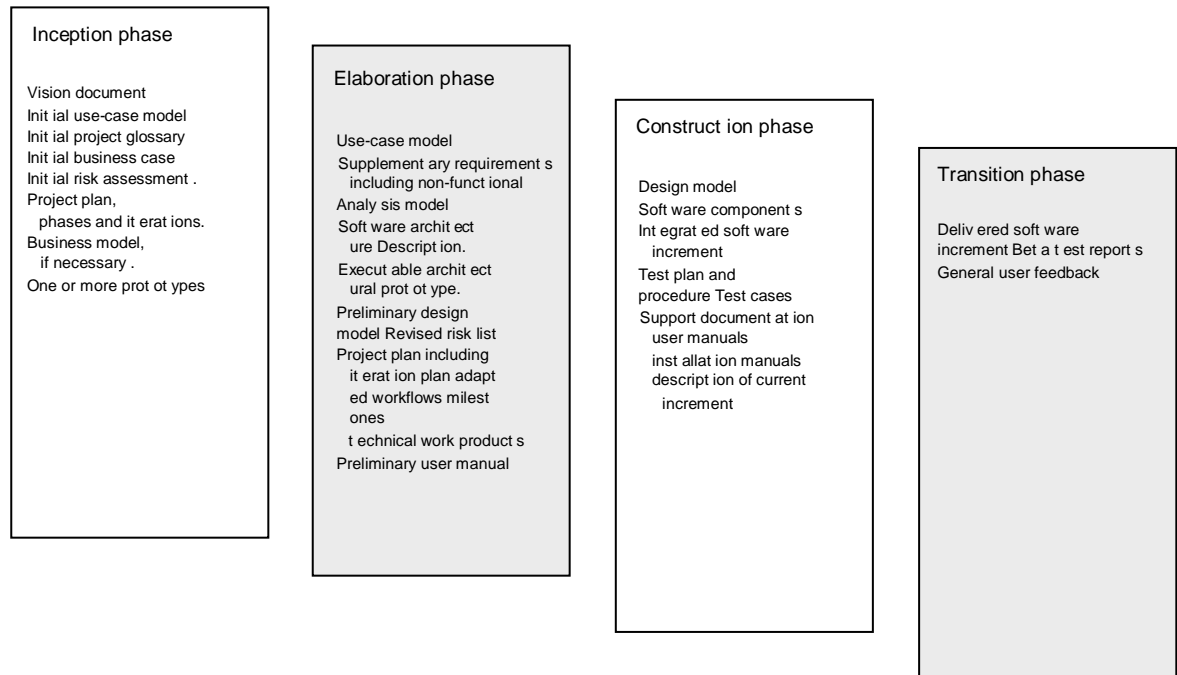 Inception phase
Vision document
Init ial use-case model
Init ial project glossary
Init ial business case
Init ial risk assessment .
Project plan,
phases and it erat ions.
Business model,
if necessary .
One or more prot ot ypes
Elaboration phase
Use-case model
Supplement ary requirement s
including non-funct ional
Analy sis model
Soft ware archit ect
ure Descript ion.
Execut able archit ect
ural prot ot ype.
Preliminary design
model Revised risk list
Project plan including
it erat ion plan adapt
ed workflows milest
ones
t echnical work product s
Preliminary user manual
Construct ion phase
Design model
Soft ware component s
Int egrat ed soft ware
increment
Test plan and
procedure Test cases
Support document at ion
user manuals
inst allat ion manuals
descript ion of current
increment
Transition phase
Deliv ered soft ware
increment Bet a t est report s
General user feedback